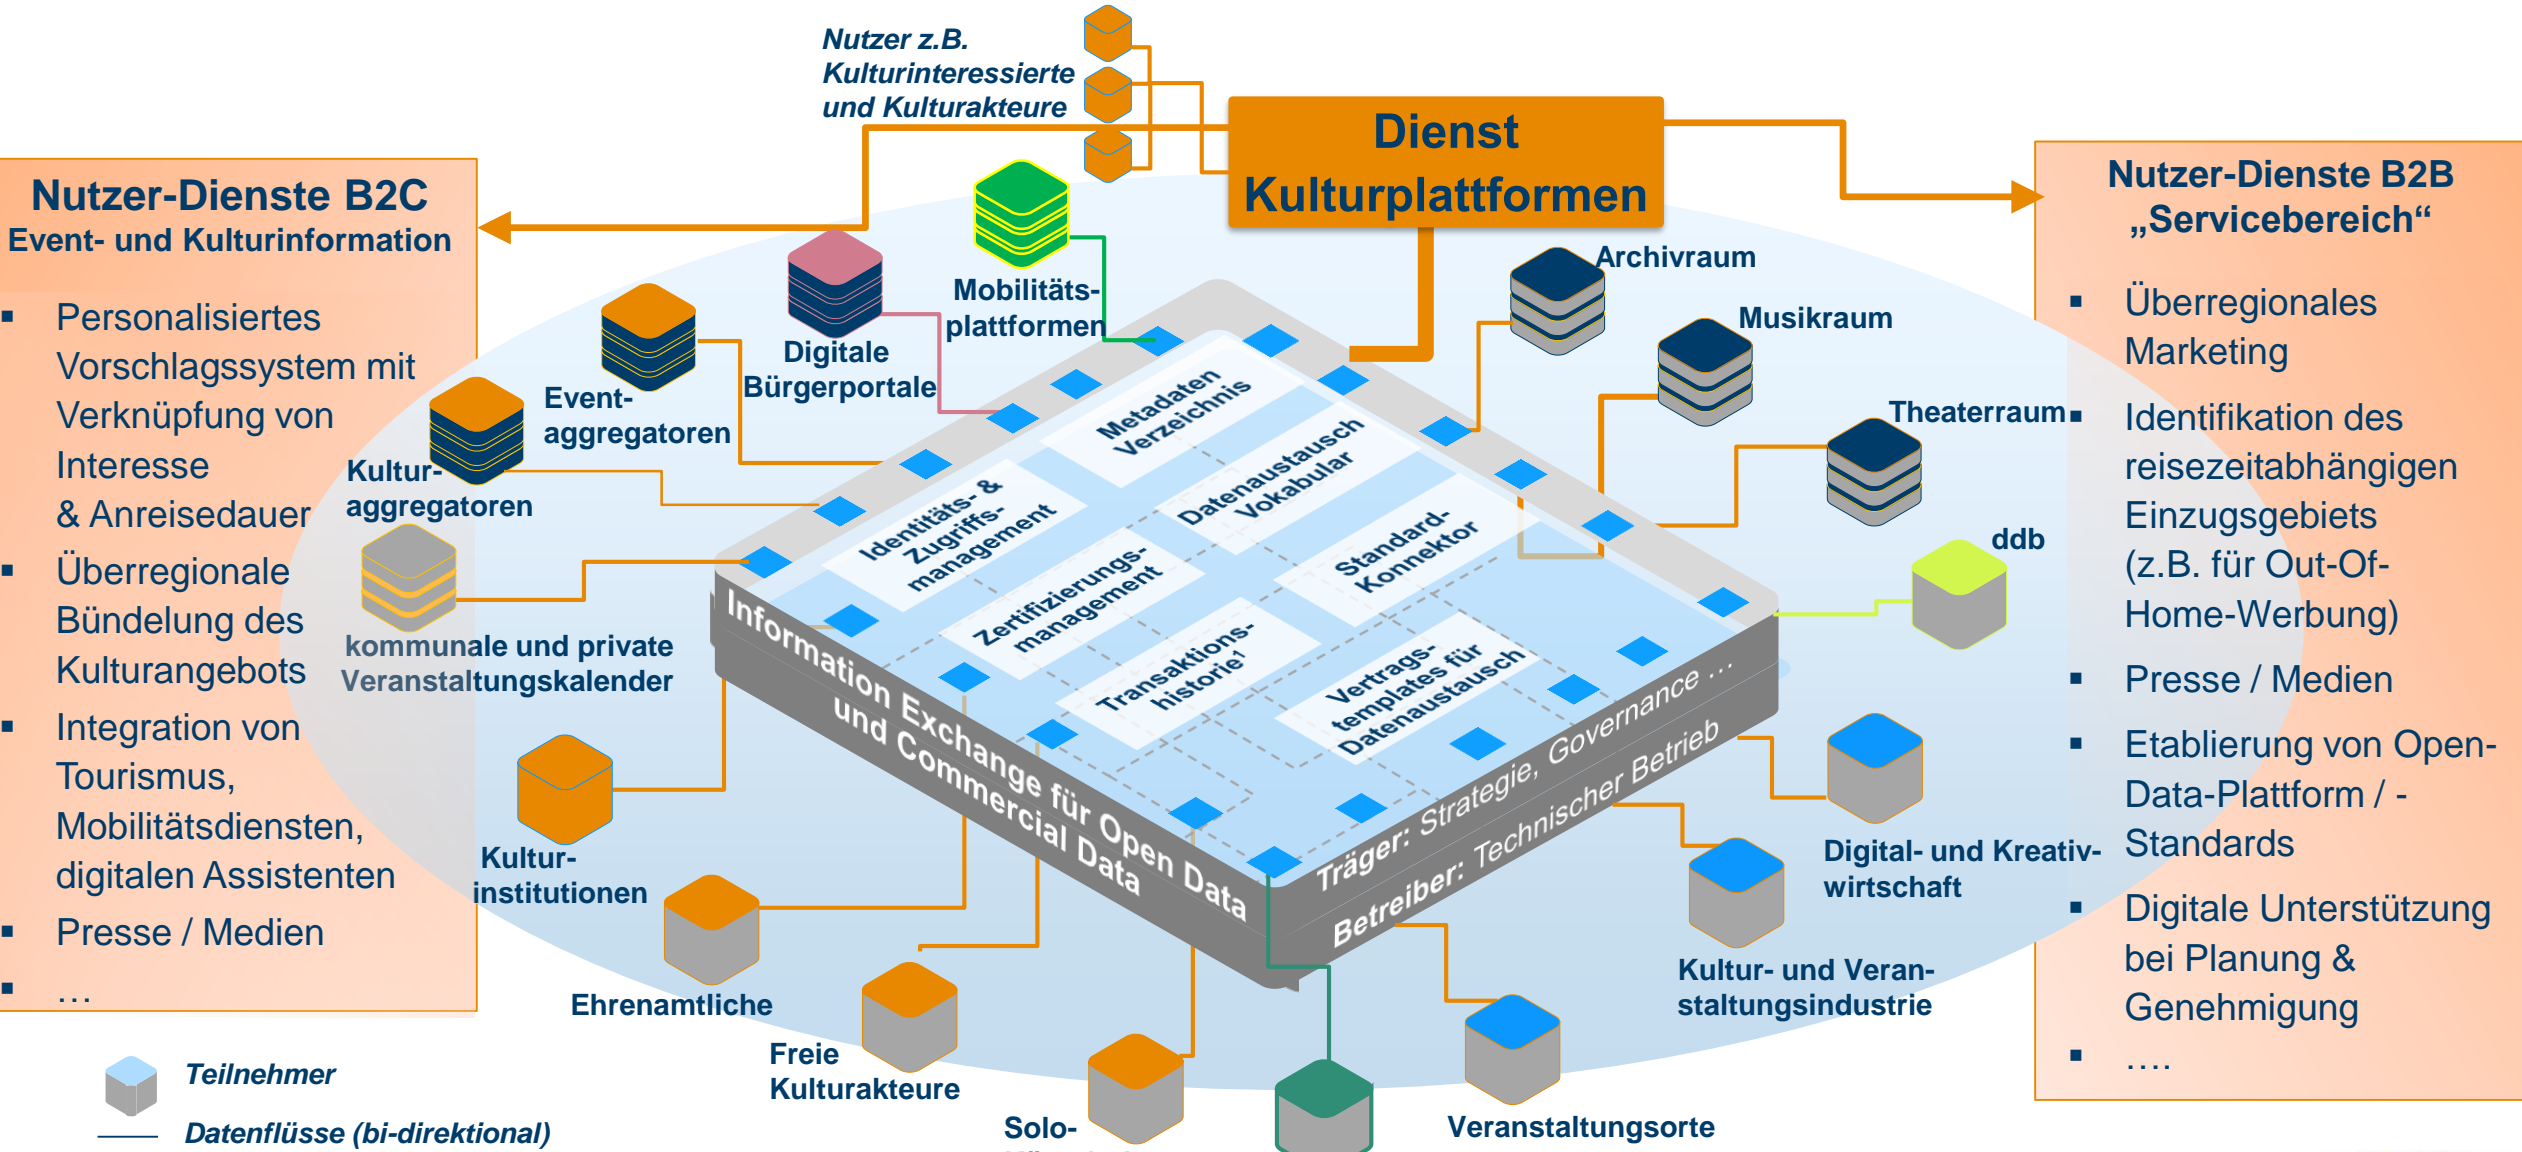 Nutzer z.B.
Kulturinteressierte
und Kulturakteure
Dienst
Kulturplattformen
Nutzer-Dienste B2C
Event- und Kulturinformation
▪ Personalisiertes
Vorschlagssystem mit
Verknüpfung von
Interesse
& Anreisedauer
▪ Überregionale
Bündelung des
Kulturangebots
▪ Integration von
Tourismus,
Mobilitätsdiensten,
digitalen Assistenten
▪ Presse / Medien
▪ …
Nutzer-Dienste B2B
„Servicebereich“
▪ Überregionales
Marketing
▪ Identifikation des
reisezeitabhängigen
Einzugsgebiets
(z.B. für Out-Of-
Home-Werbung)
▪ Presse / Medien
▪ Etablierung von Open-
Data-Plattform / -
Standards
▪ Digitale Unterstützung
bei Planung &
Genehmigung
▪ ….
Mobilitäts-
plattformen
Digitale
Bürgerportale
Event-
aggregatoren
Kultur-
aggregatoren
kommunale und private
Veranstaltungskalender
Archivraum
Musikraum
Theaterraum
ddb
Metadaten
Verzeichnis
Datenaustausch
Vokabular
Standard-
Konnektor
Identitäts- &
Zugriffs-
management
Zertifizierungs-
management
Transaktions-
historie¹
Vertrags-
templates für
Datenaustausch
Information Exchange für Open Data
und Commercial Data
Träger: Strategie, Governance …
Betreiber: Technischer Betrieb
Kultur-
institutionen
Ehrenamtliche
Freie
Kulturakteure
Solo-
Veranstaltungsorte
Kultur- und Veran-
staltungsindustrie
Digital- und Kreativ-
wirtschaft
Teilnehmer
Datenflüsse (bi-direktional)